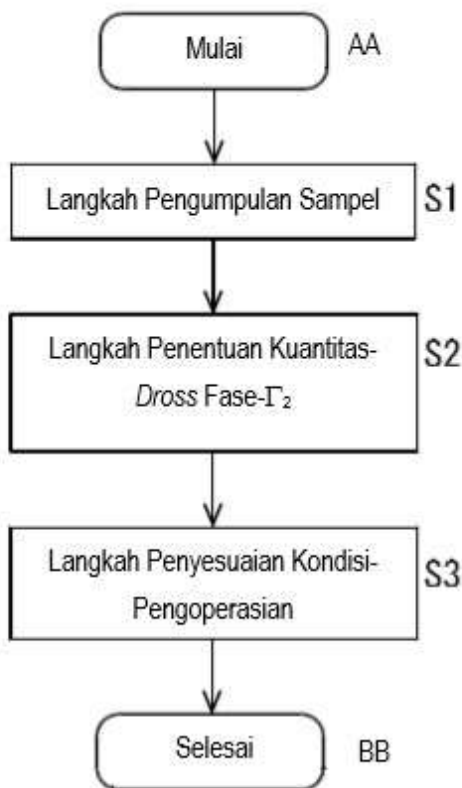 Mulai AA
Langkah Pengumpulan Sampel S1
Langkah Penentuan Kuantitas- S2
Dross Fase-Γ₂
Langkah Penyesuaian Kondisi- S3
Pengoperasian
Selesai BB